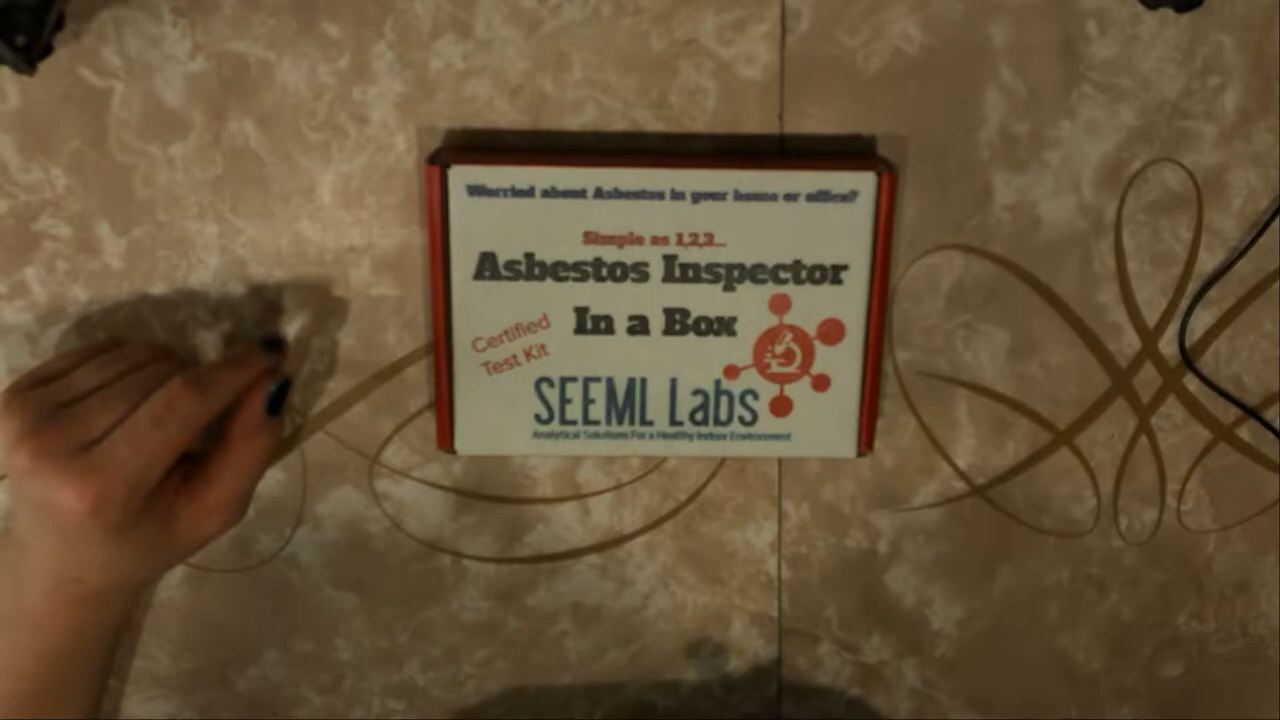 Worried about Asbestos in your home or office?
Simple as 1,2,3...
Asbestos Inspector
In a Box
Certified
Test Kit
SEEML Labs
Analytical Solutions For a Healthy Indoor Environment